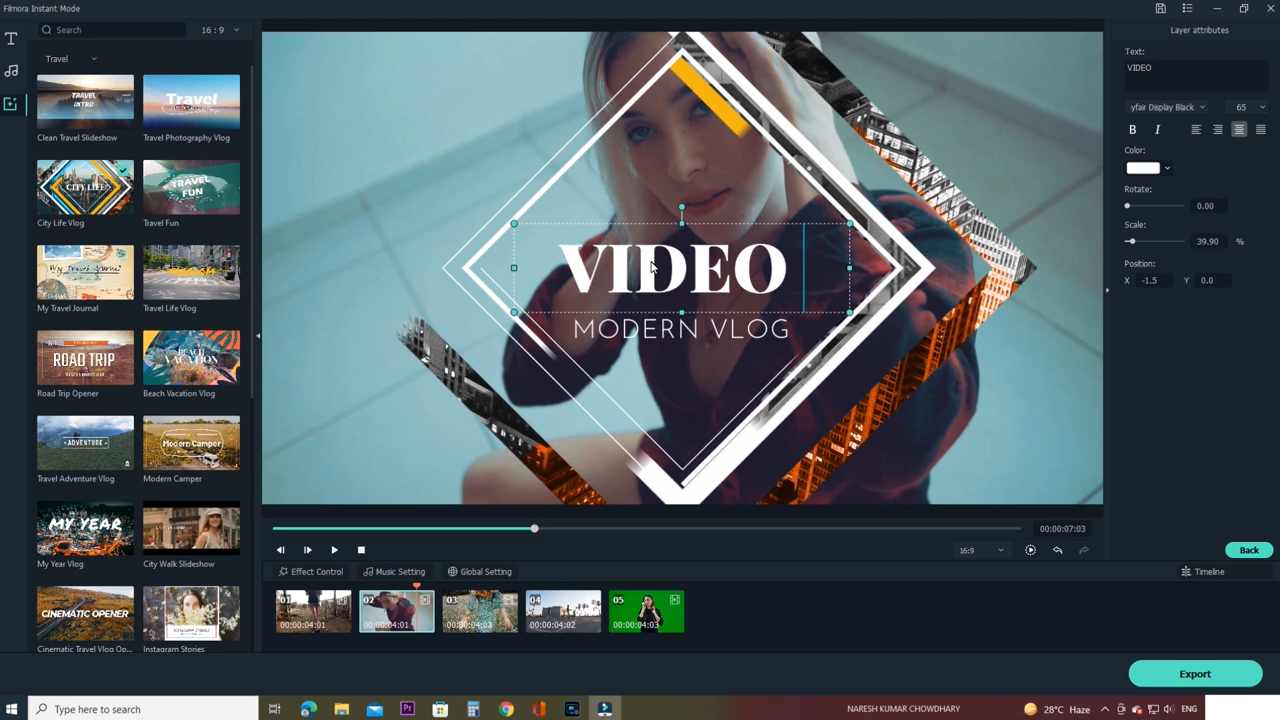 Filmora Instant Mode
Search
16 : 9
Travel
TRAVEL
INTRO
Clean Travel Slideshow
Travel
Travel Photography Vlog
CITY LIFE
City Life Vlog
TRAVEL
FUN
Travel Fun
My Travel Journal
My Travel Journal
Travel Life Vlog
ROAD TRIP
Road Trip Opener
BEACH
VACATION
Beach Vacation Vlog
ADVENTURE
Travel Adventure Vlog
Modern Camper
Modern Camper
MY YEAR
My Year Vlog
City Walk Slideshow
CINEMATIC OPENER
Cinematic Travel Vlog Op...
Instagram Stories
VIDEO
MODERN VLOG
00:00:07:03
16:9
Effect Control
Music Setting
Global Setting
Timeline
01
00:00:04:01
02
00:00:04:01
03
00:00:04:03
04
00:00:04:02
05
00:00:04:03
Layer attributes
Text:
VIDEO
yfair Display Black
65
B
I
Color:
Rotate:
0.00
Scale:
39.90 %
Position:
X -1.5 Y 0.0
Back
Export
Type here to search
Pr
NARESH KUMAR CHOWDHARY
28°C Haze
ENG